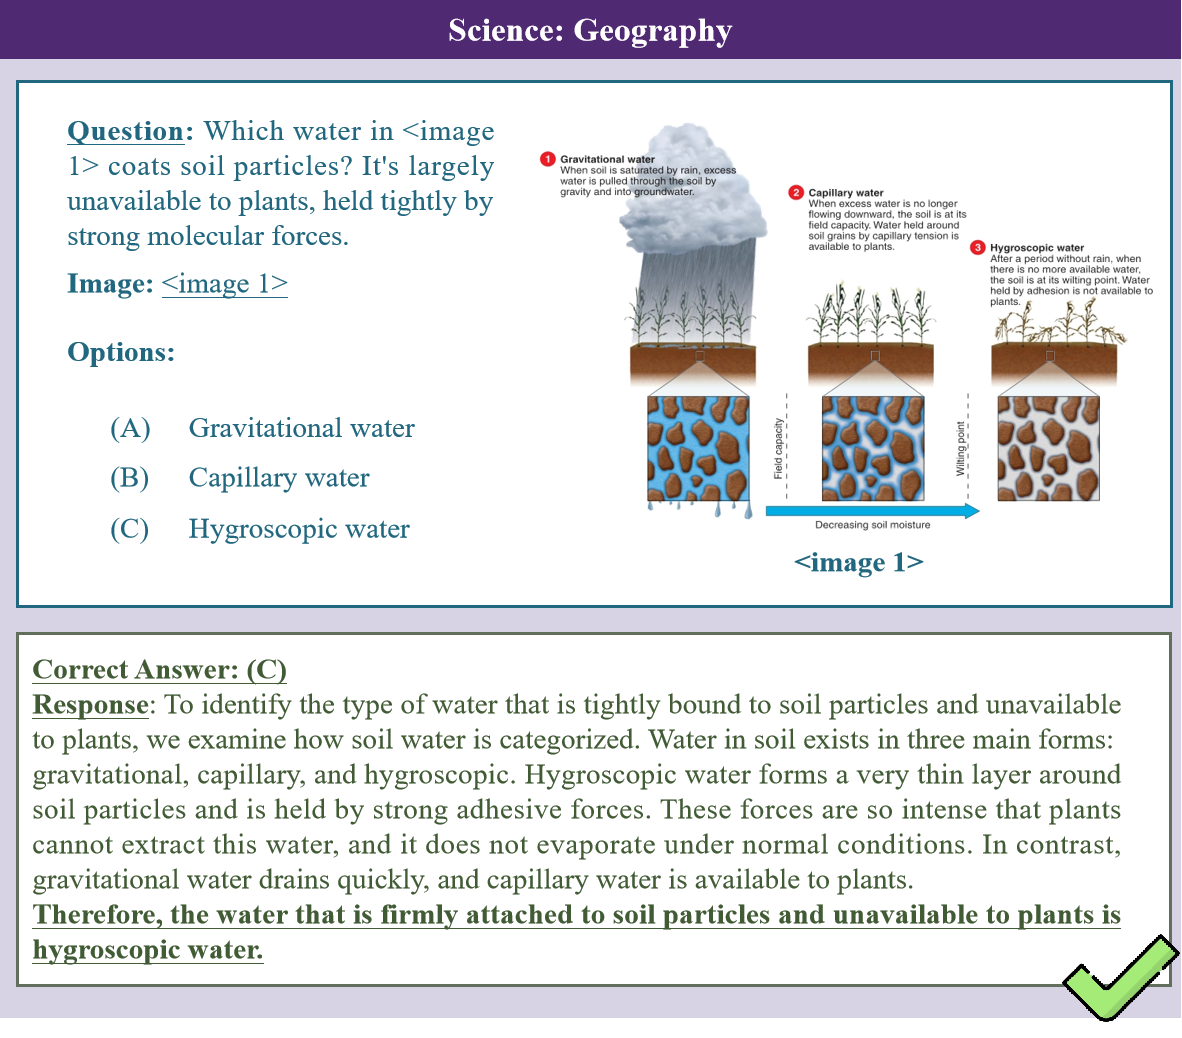 Science: Geography
Question: Which water in <image
1> coats soil particles? It's largely
unavailable to plants, held tightly by
strong molecular forces.
Image: <image 1>
Options:
(A) Gravitational water
(B) Capillary water
(C) Hygroscopic water
1 Gravitational water
When soil is saturated by rain, excess
water is pulled through the soil by
gravity and into groundwater.
2 Capillary water
When excess water is no longer
flowing downward, the soil is at its
field capacity. Water held around
soil grains by capillary tension is
available to plants.
3 Hygroscopic water
After a period without rain, when
there is no more available water,
the soil is at its wilting point. Water
held by adhesion is not available to
plants.
Field capacity
Wilting point
Decreasing soil moisture
<image 1>
Correct Answer: (C)
Response: To identify the type of water that is tightly bound to soil particles and unavailable
to plants, we examine how soil water is categorized. Water in soil exists in three main forms:
gravitational, capillary, and hygroscopic. Hygroscopic water forms a very thin layer around
soil particles and is held by strong adhesive forces. These forces are so intense that plants
cannot extract this water, and it does not evaporate under normal conditions. In contrast,
gravitational water drains quickly, and capillary water is available to plants.
Therefore, the water that is firmly attached to soil particles and unavailable to plants is
hygroscopic water.